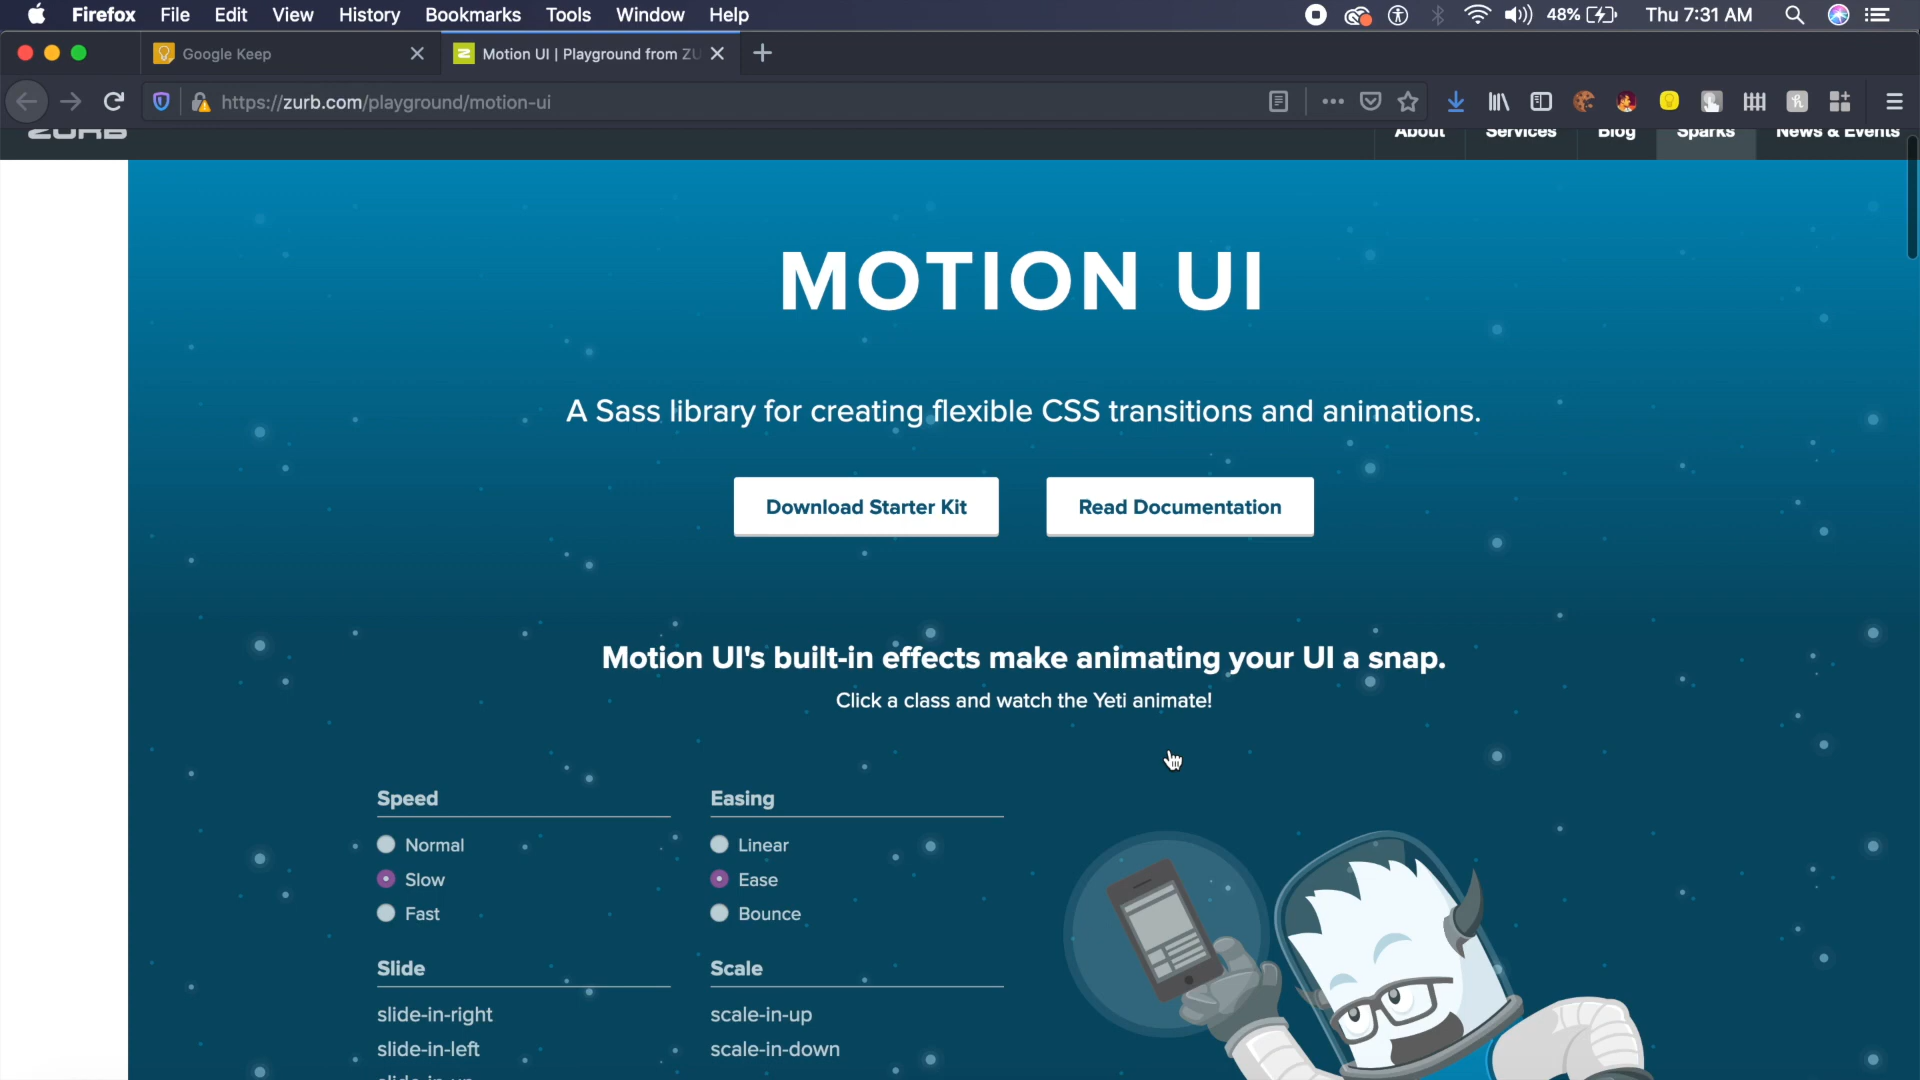 Firefox File Edit View History Bookmarks Tools Window Help 48% Thu 7:31 AM
Google Keep Motion UI | Playground from ZU
https://zurb.com/playground/motion-ui
ZURB About Services Blog Sparks News & Events
MOTION UI
A Sass library for creating flexible CSS transitions and animations.
Download Starter Kit Read Documentation
Motion UI's built-in effects make animating your UI a snap.
Click a class and watch the Yeti animate!
Speed Easing
Normal Linear
Slow Ease
Fast Bounce
Slide Scale
slide-in-right scale-in-up
slide-in-left scale-in-down